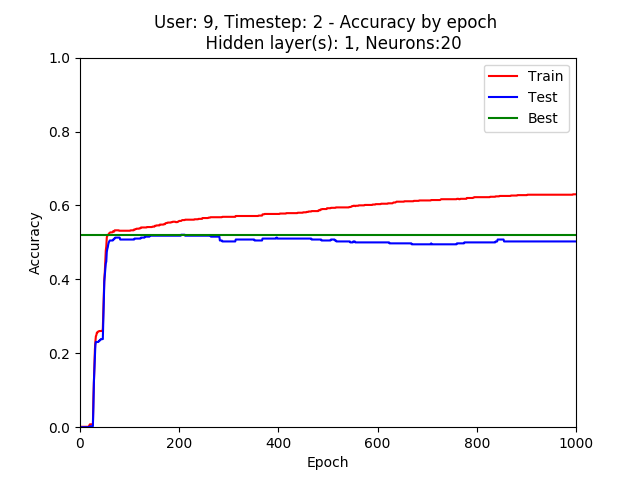 User: 9, Timestep: 2 - Accuracy by epoch
Hidden layer(s): 1, Neurons:20
1.0
0.8
0.6
0.4
0.2
0.0
Accuracy
Train
Test
Best
0 200 400 600 800 1000
Epoch